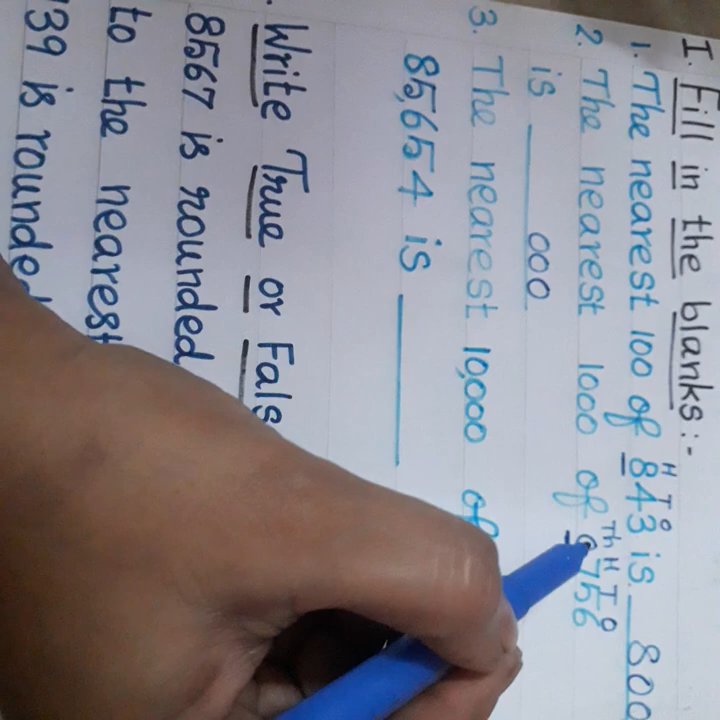 I. Fill in the blanks:-
H T O
1. The nearest 100 of 843 is 800
Th H T O
2. The nearest 1000 of 6756
is 000
3. The nearest 10,000 of
85,654 is
Write True or
8567 is rounded
to the nearest
39 is